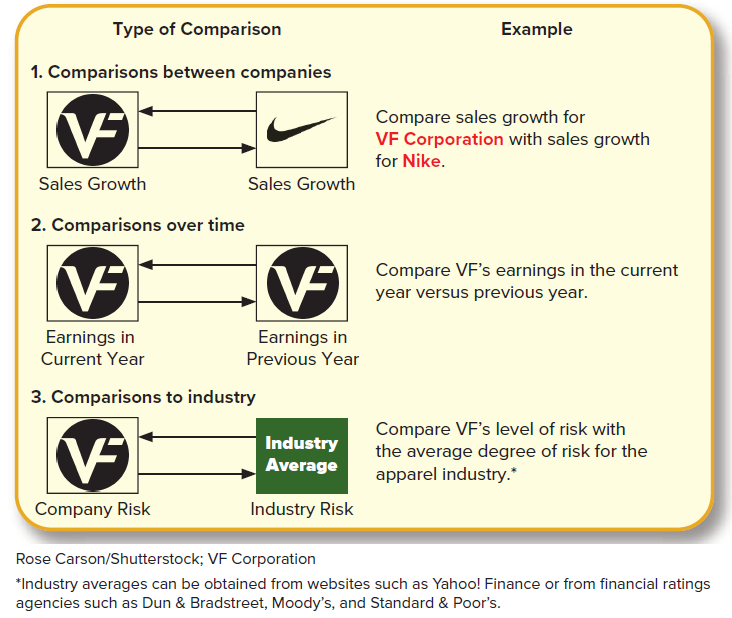 Type of Comparison
Example
1. Comparisons between companies
VF
Sales Growth
Sales Growth
Compare sales growth for
VF Corporation with sales growth
for Nike.
2. Comparisons over time
VF
VF
Earnings in
Current Year
Earnings in
Previous Year
Compare VF’s earnings in the current
year versus previous year.
3. Comparisons to industry
VF
Industry
Average
Company Risk
Industry Risk
Compare VF’s level of risk with
the average degree of risk for the
apparel industry.*
Rose Carson/Shutterstock; VF Corporation
*Industry averages can be obtained from websites such as Yahoo! Finance or from financial ratings
agencies such as Dun & Bradstreet, Moody’s, and Standard & Poor’s.